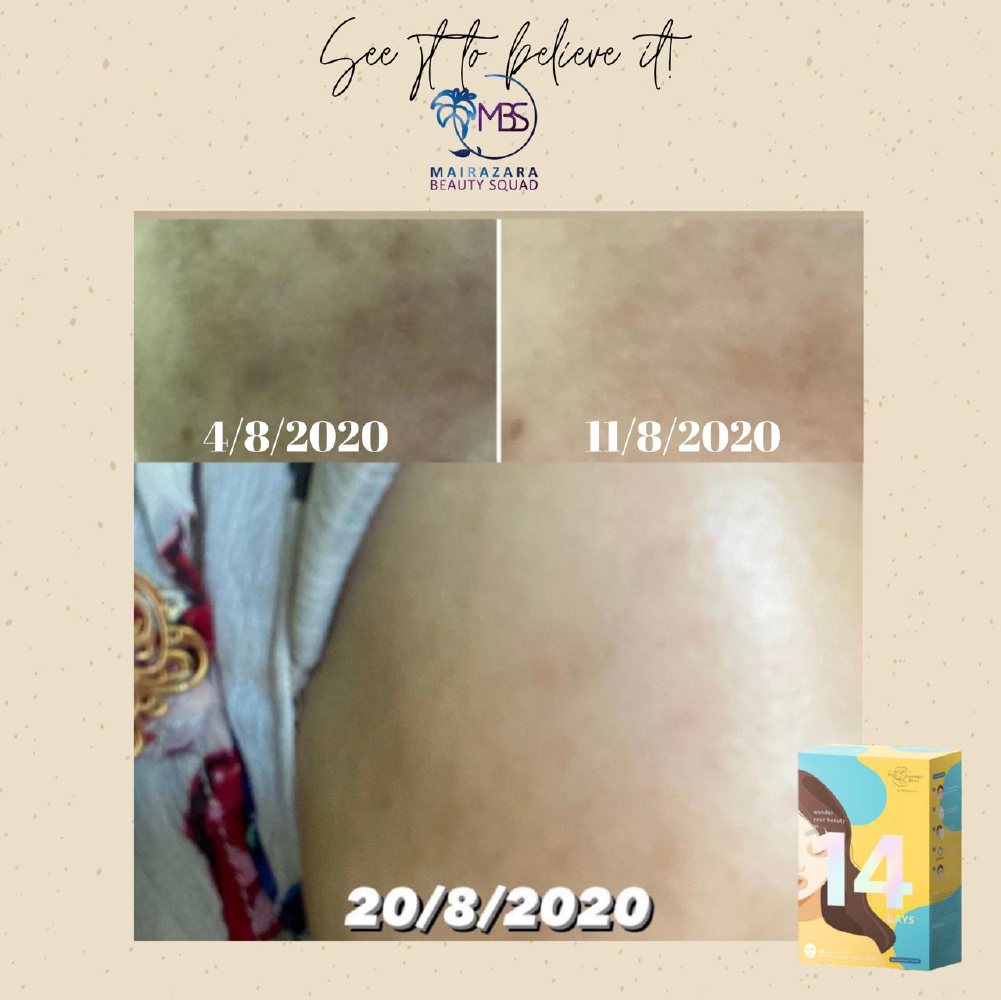 See It to believe it!
MBS
MAIRAZARA
BEAUTY SQUAD
4/8/2020
11/8/2020
20/8/2020
wonder
your beauty
in
14
DAYS